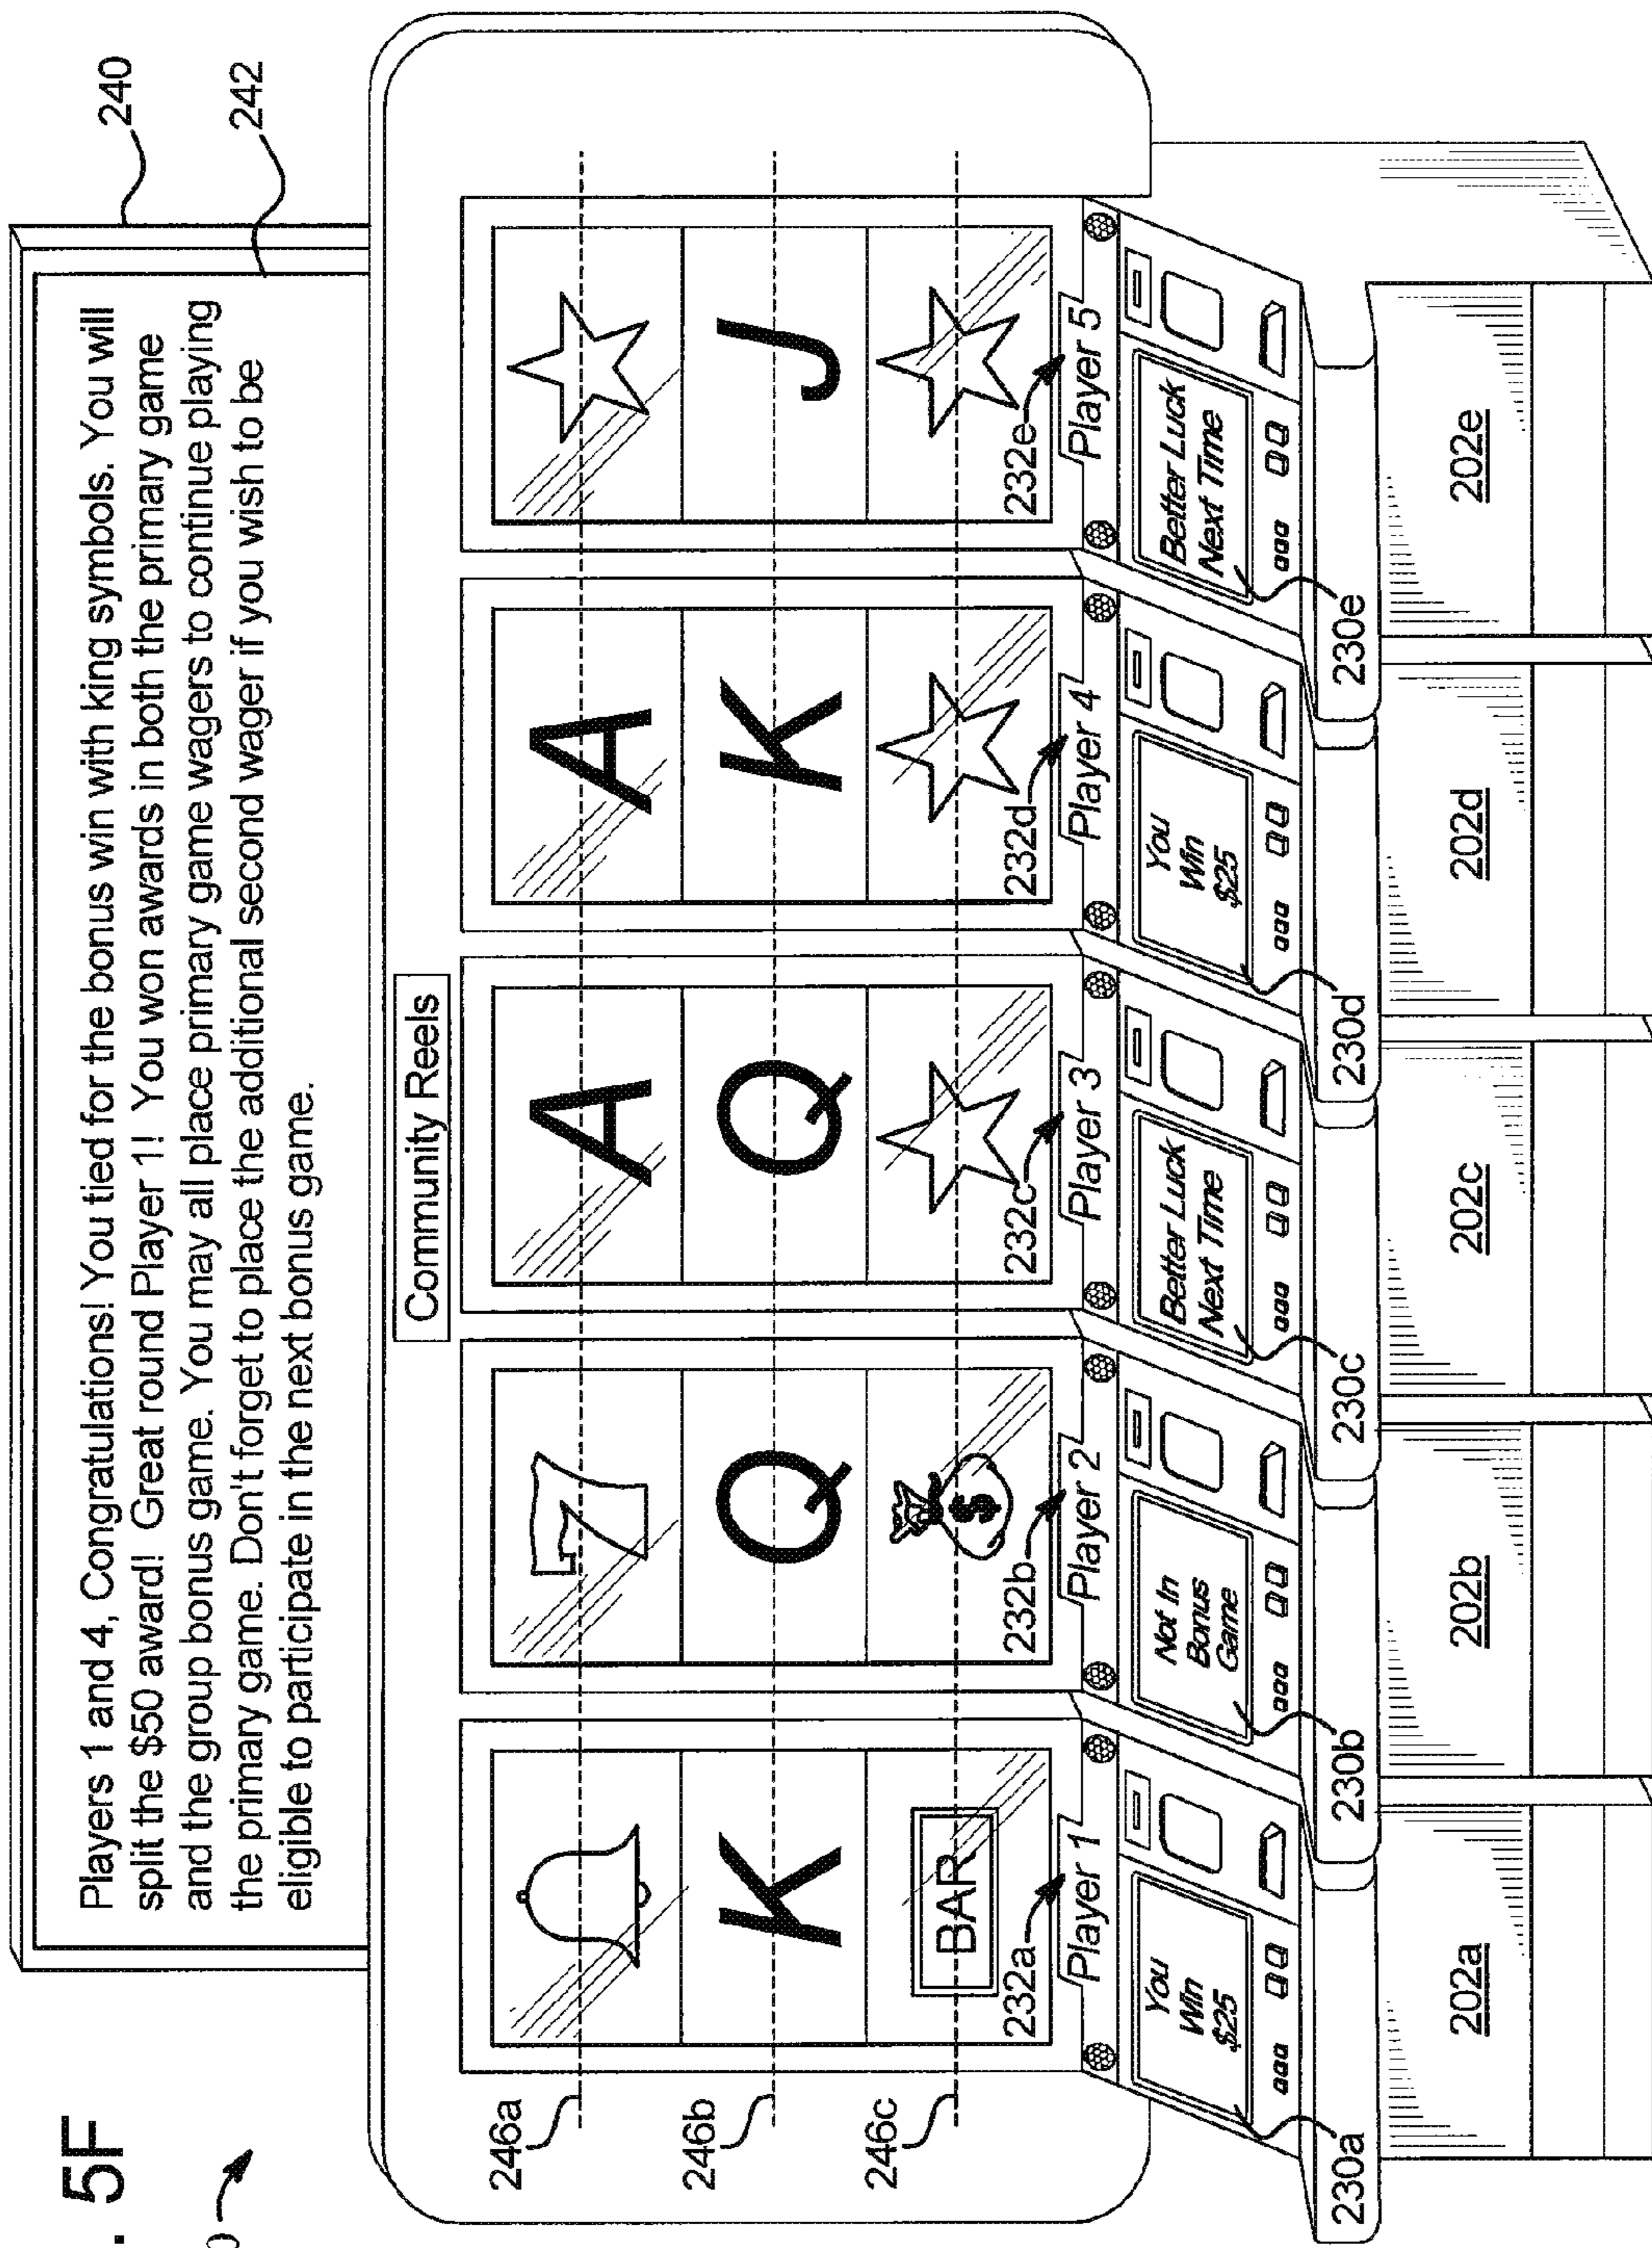 . 5F
240
242
Players 1 and 4, Congratulations! You tied for the bonus win with king symbols. You will
split the $50 award! Great round Player 1! You won awards in both the primary game
and the group bonus game. You may all place primary game wagers to continue playing
the primary game. Don't forget to place the additional second wager if you wish to be
eligible to participate in the next bonus game.
Community Reels
246a
7 A A
246b
K Q Q K J
246c
BAR $
232a 232b 232c 232d 232e
Player 1 Player 2 Player 3 Player 4 Player 5
You Not In Better Luck You Better Luck
Win Bonus Next Time Win Next Time
$25 Game $25
230a 230b 230c 230d 230e
202a 202b 202c 202d 202e